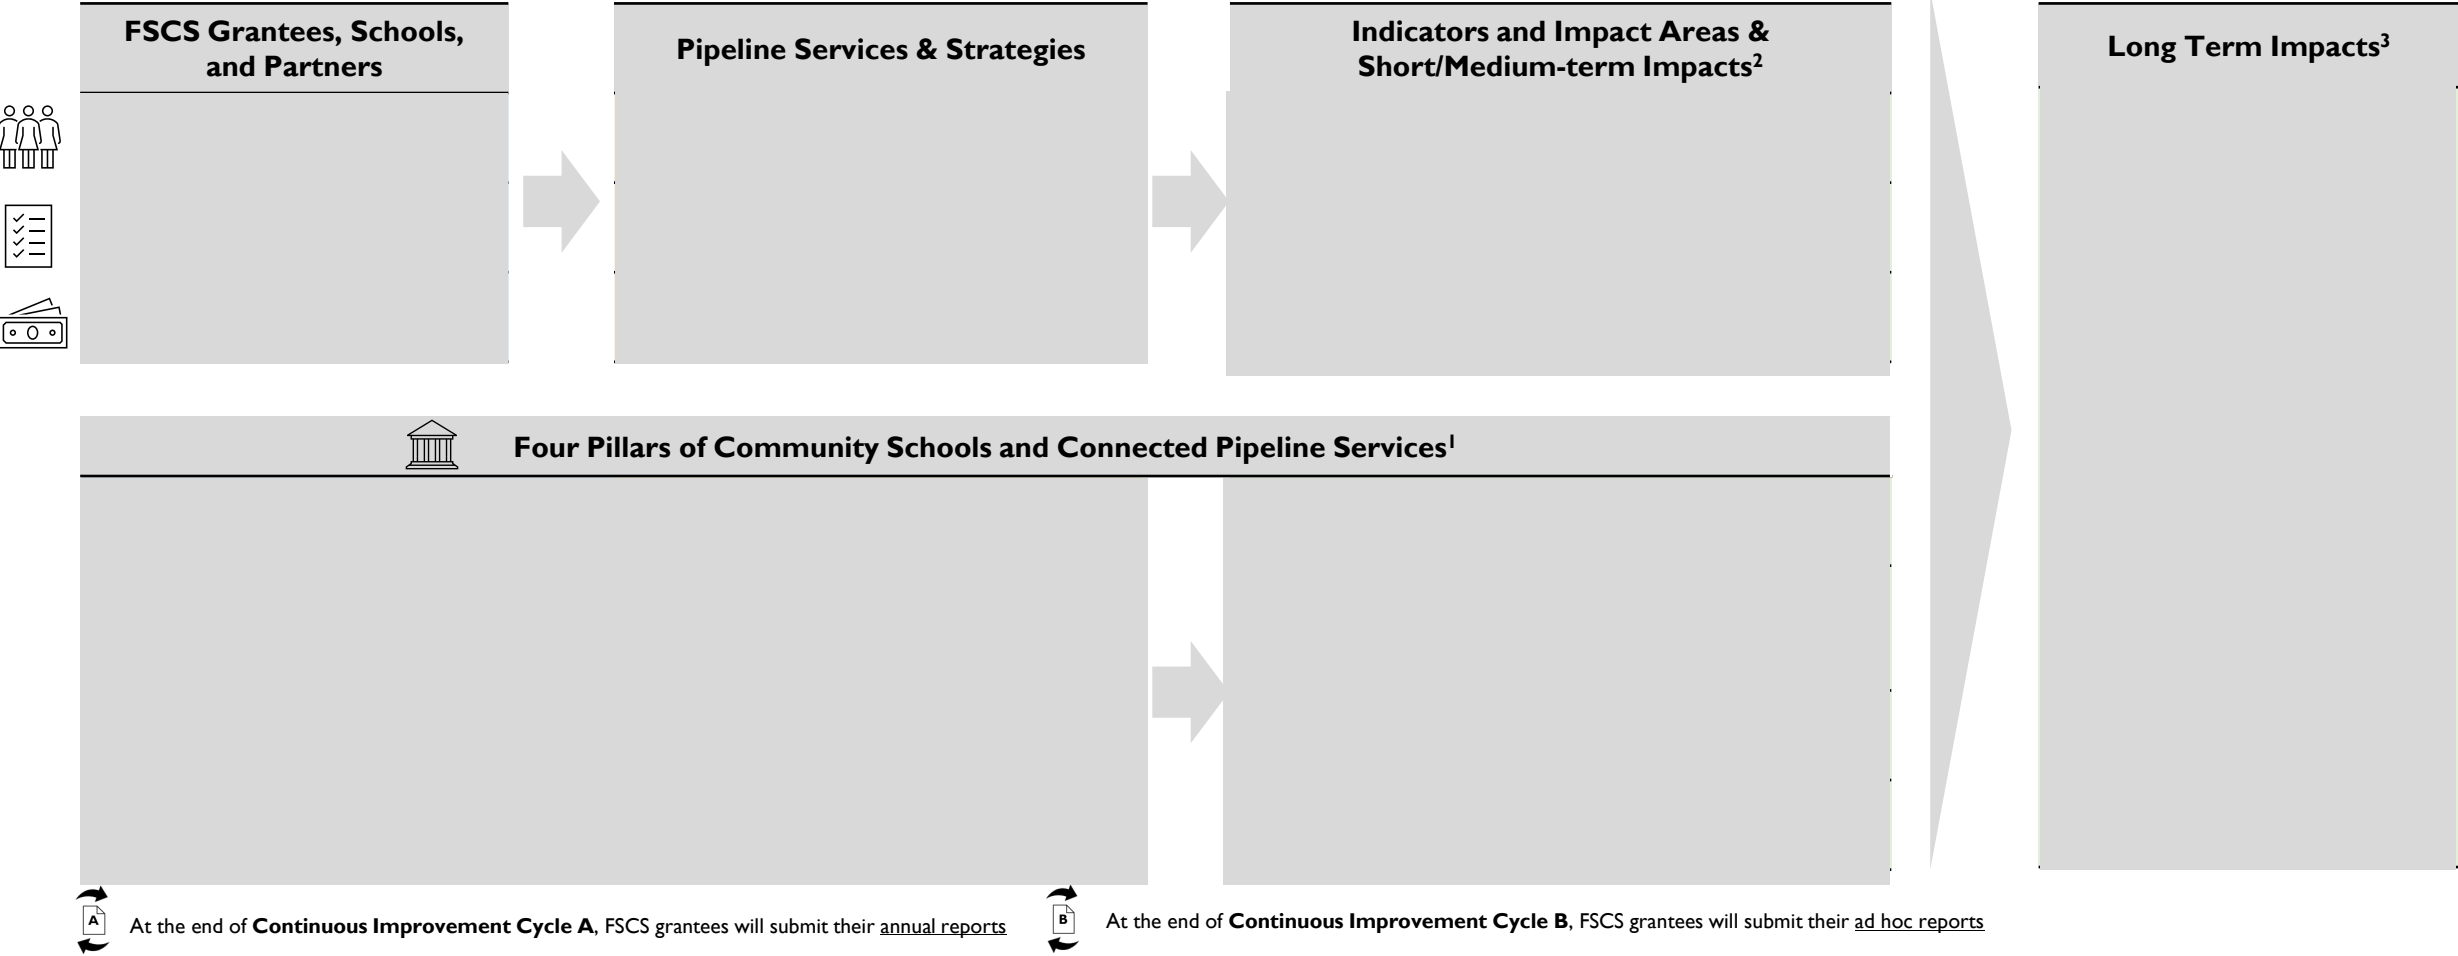 FSCS Grantees, Schools,
and Partners
Pipeline Services & Strategies
Indicators and Impact Areas &
Short/Medium-term Impacts²
Long Term Impacts³
Four Pillars of Community Schools and Connected Pipeline Services¹
A
At the end of Continuous Improvement Cycle A, FSCS grantees will submit their annual reports
B
At the end of Continuous Improvement Cycle B, FSCS grantees will submit their ad hoc reports